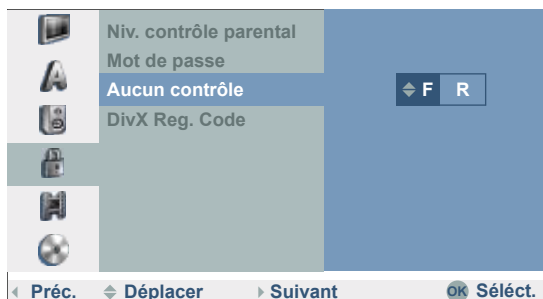 Niv. contrôle parental
Mot de passe
Aucun contrôle
F R
DivX Reg. Code
Préc. Déplacer Suivant OK Séléct.